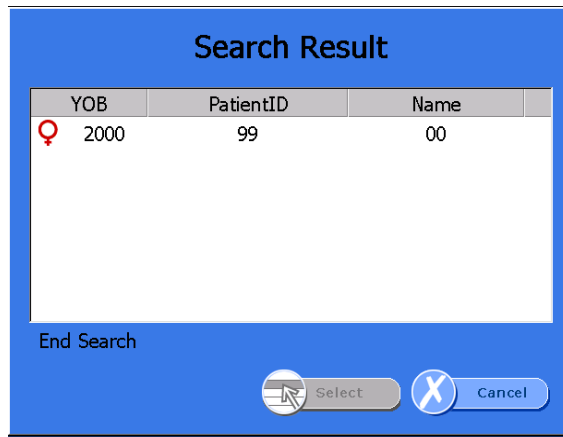 Search Result
YOB PatientID Name
2000 99 00
End Search
Select Cancel